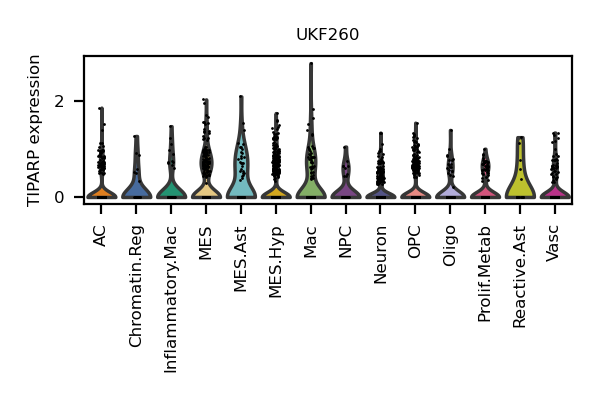 UKF260
TIPARP expression
2
0
AC
Chromatin.Reg
Inflammatory.Mac
MES
MES.Ast
MES.Hyp
Mac
NPC
Neuron
OPC
Oligo
Prolif.Metab
Reactive.Ast
Vasc